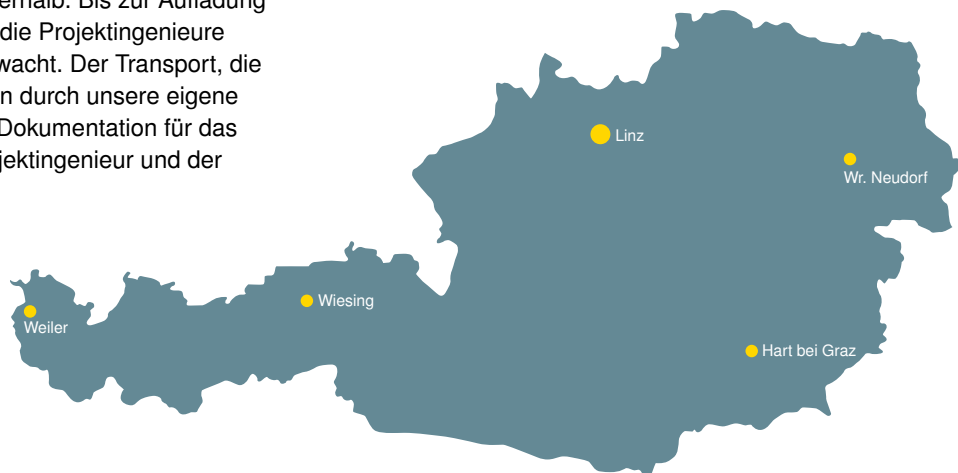 erhalb. Bis zur Aufladung
die Projektingenieure
wacht. Der Transport, die
n durch unsere eigene
Dokumentation für das
jektingenieur und der
Linz
Wr. Neudorf
Wiesing
Weiler
Hart bei Graz